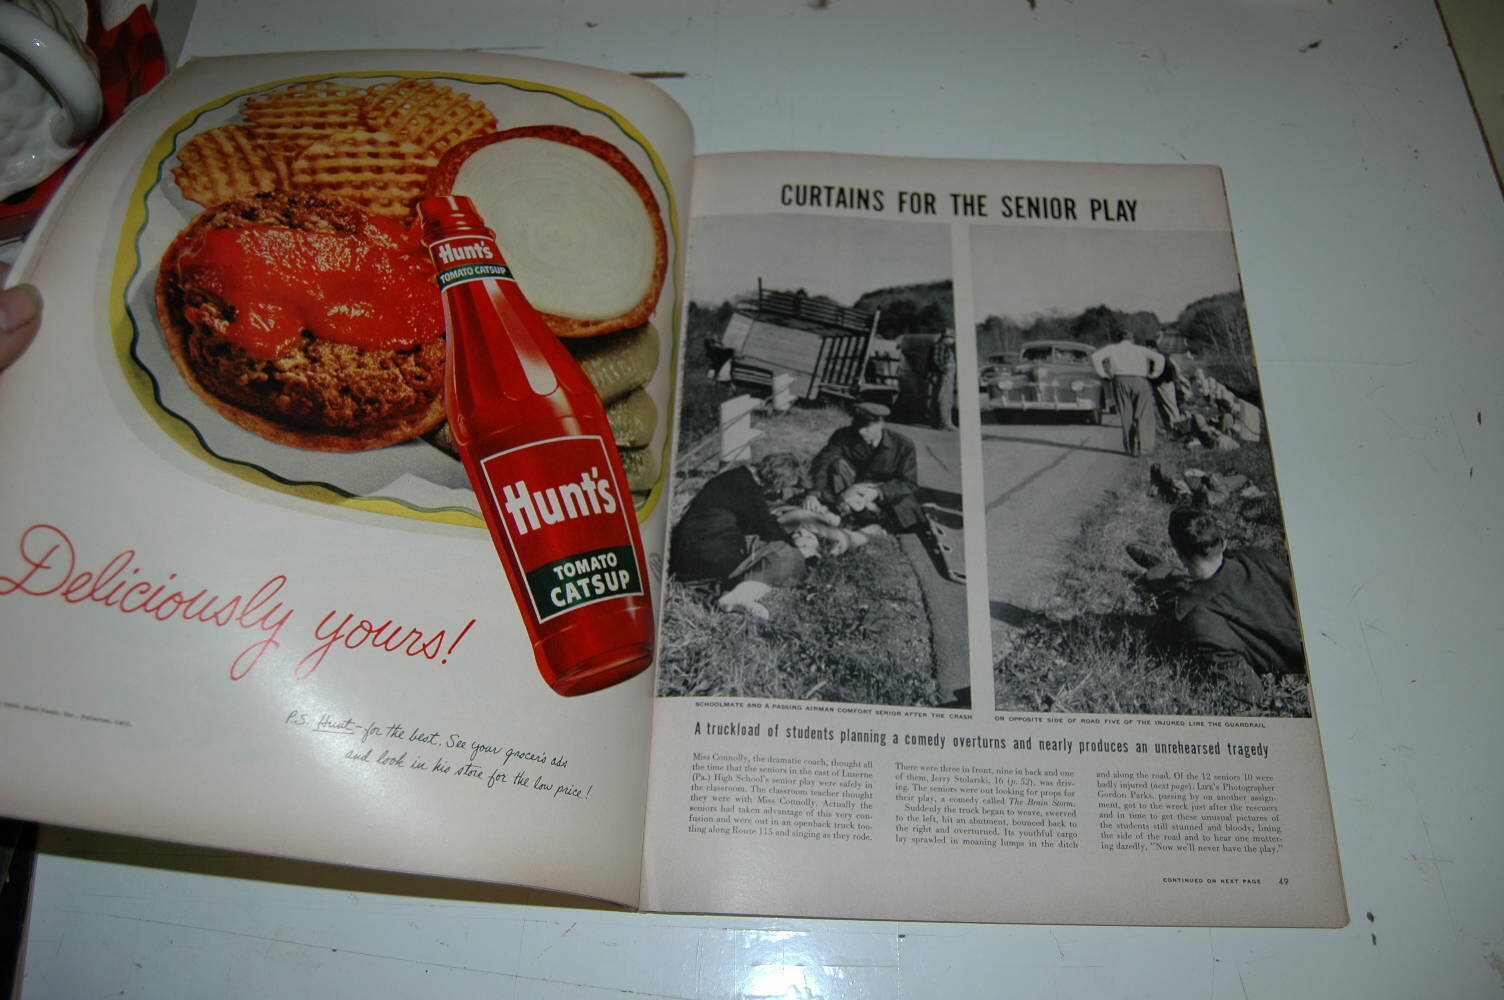 Hunt's
TOMATO CATSUP
Hunt's
TOMATO
CATSUP
Deliciously yours!
P.S. Hunt—for the best. See your grocer's ads
and look in his store for the low price!
CURTAINS FOR THE SENIOR PLAY
SCHOOLMATE AND A PASSING AIRMAN COMFORT SENIOR AFTER THE CRASH
ON OPPOSITE SIDE OF ROAD FIVE OF THE INJURED LINE THE GUARDRAIL
A truckload of students planning a comedy overturns and nearly produces an unrehearsed tragedy
Miss Connolly, the dramatic coach, thought all
the time that the seniors in the cast of Luzerne
(Pa.) High School's senior play were safely in
the classroom. The classroom teacher thought
they were with Miss Connolly. Actually the
seniors had taken advantage of this very con-
fusion and were out in an openback truck too-
tling along Route 115 and singing as they rode.
There were three in front, nine in back and one
of them, Jerry Stolarski, 16 (p. 52), was driv-
ing. The seniors were out looking for props for
their play, a comedy called The Brain Storm.
Suddenly the truck began to weave, swerved
to the left, hit an abutment, bounced back to
the right and overturned. Its youthful cargo
lay sprawled in moaning lumps in the ditch
and along the road. Of the 12 seniors 10 were
badly injured (next page). LIFE's Photographer
Gordon Parks, passing by on another assign-
ment, got to the wreck just after the rescuers
and in time to get these unusual pictures of
the students still stunned and bloody, lining
the side of the road and to hear one mutter-
ing dazedly, "Now we'll never have the play."
CONTINUED ON NEXT PAGE 49